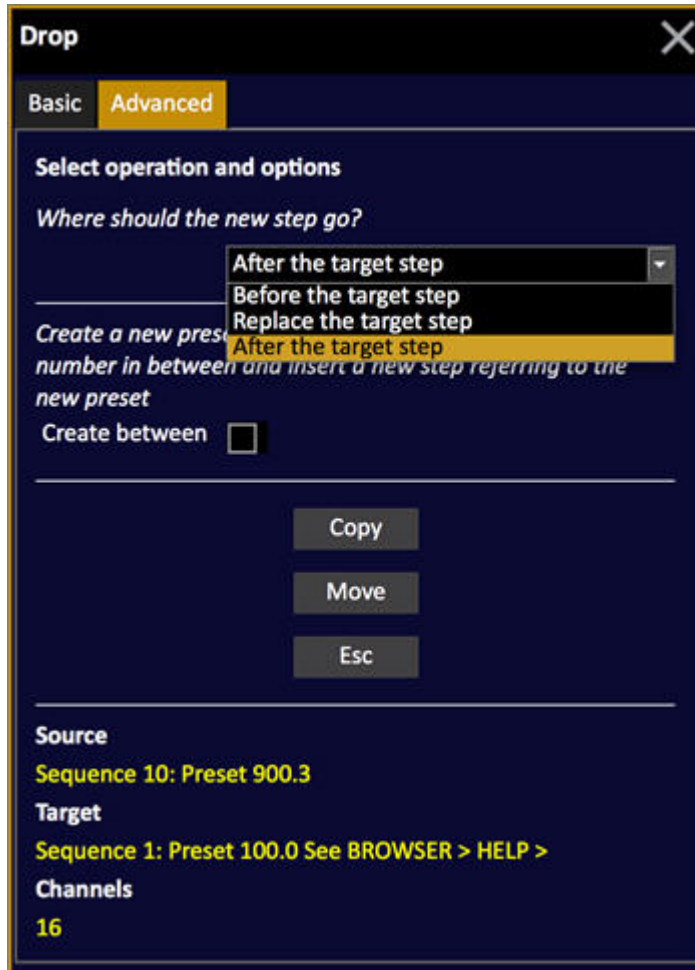 Drop
Basic Advanced
Select operation and options
Where should the new step go?
After the target step
Before the target step
Replace the target step
After the target step
Create a new pres
number in between and insert a new step referring to the
new preset
Create between
Copy
Move
Esc
Source
Sequence 10: Preset 900.3
Target
Sequence 1: Preset 100.0 See BROWSER > HELP >
Channels
16